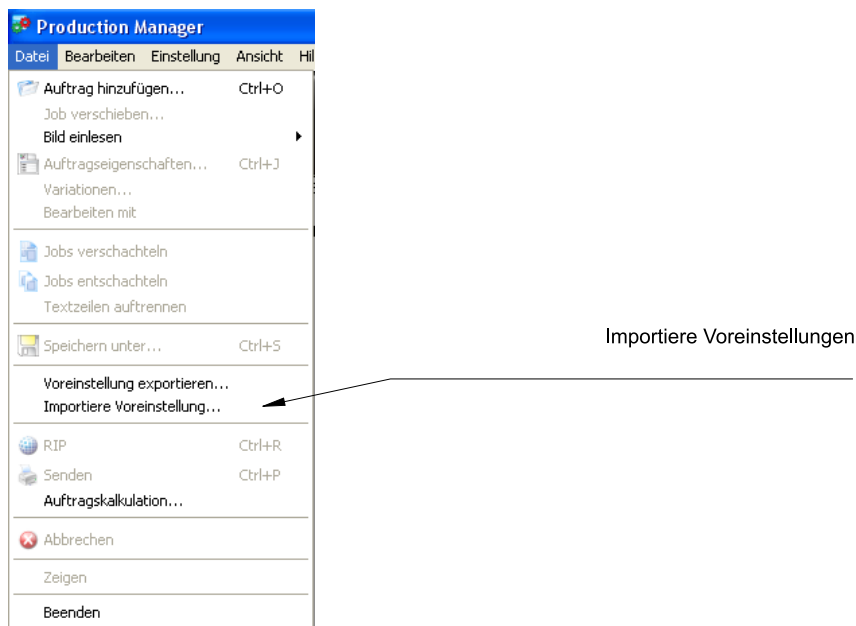 Production Manager
Datei Bearbeiten Einstellung Ansicht Hil
Auftrag hinzufügen... Ctrl+O
Job verschieben...
Bild einlesen
Auftragseigenschaften... Ctrl+J
Variationen...
Bearbeiten mit
Jobs verschachteln
Jobs entschachteln
Textzeilen auftrennen
Speichern unter... Ctrl+S
Importiere Voreinstellungen
Voreinstellung exportieren...
Importiere Voreinstellung...
RIP Ctrl+R
Senden Ctrl+P
Auftragskalkulation...
Abbrechen
Zeigen
Beenden